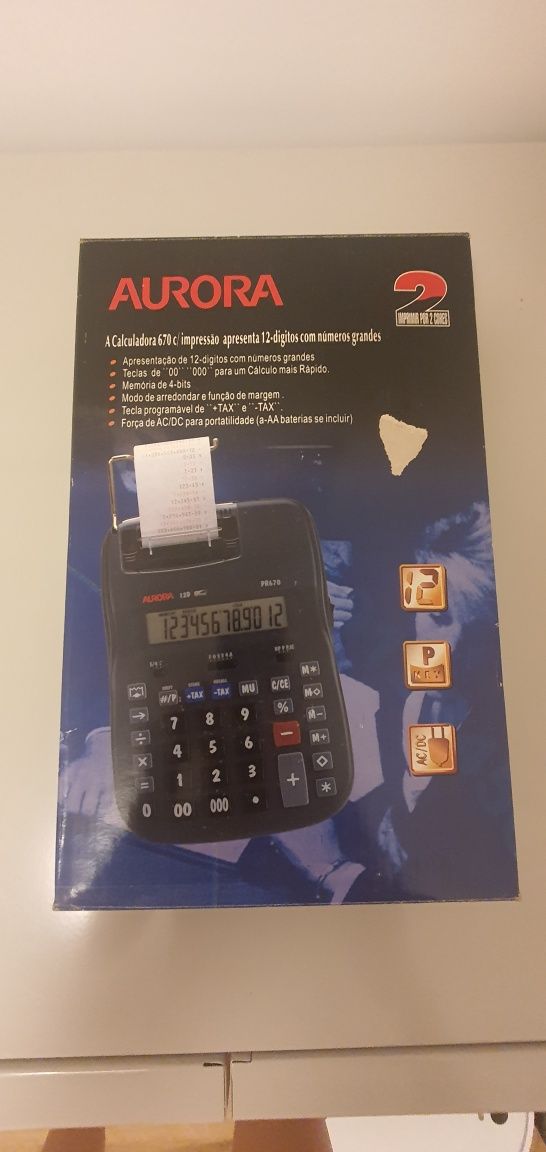 AURORA
2
IMPRIMIR POR 2 CORES
A Calculadora 670 c/ impressão apresenta 12-digitos com números grandes
Apresentação de 12-digitos com números grandes
Teclas de ``00´´ ``000´´ para um Cálculo mais Rápido.
Memória de 4-bits
Modo de arredondar e função de margem .
Tecla programável de ``+TAX´´ e ``-TAX´´.
Força de AC/DC para portatilidade (a-AA baterias se incluir)
AURORA 12D PR670
123456789012
12
P
KEY
AC/DC
M∗
#/P +TAX -TAX MU C/CE M◇
→ 7 8 9 % M−
÷ 4 5 6 − M+
× 1 2 3 + ◇
= 0 00 000 . ∗